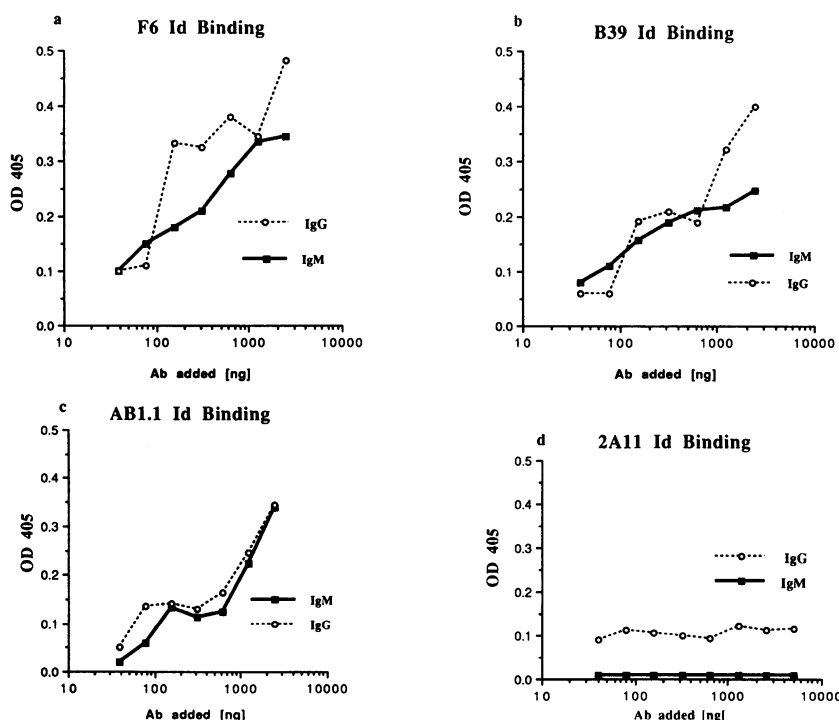 a
F6 Id Binding
0.5
0.4
0.3
0.2
0.1
0.0
OD 405
IgG
IgM
10
100
1000
10000
Ab added [ng]
b
B39 Id Binding
0.5
0.4
0.3
0.2
0.1
0.0
OD 405
IgM
IgG
10
100
1000
10000
Ab added [ng]
c
AB1.1 Id Binding
0.5
0.4
0.3
0.2
0.1
0.0
OD 405
IgM
IgG
10
100
1000
10000
Ab added [ng]
d
2A11 Id Binding
0.5
0.4
0.3
0.2
0.1
0.0
OD 405
IgG
IgM
10
100
1000
10000
Ab added [ng]